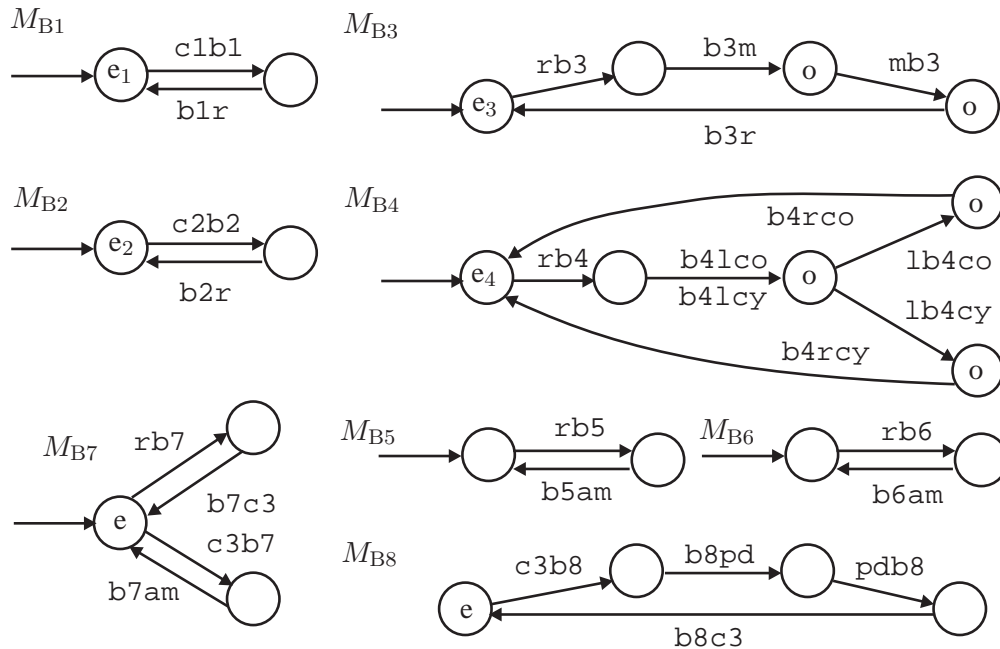 M_B1
c1b1
e₁
b1r
M_B3
rb3
b3m
mb3
e₃
o
o
b3r
M_B2
c2b2
e₂
b2r
M_B4
b4rco
o
rb4
b4lco
lb4co
e₄
o
b4lcy
lb4cy
b4rcy
o
M_B7
rb7
e
b7c3
c3b7
b7am
M_B5
rb5
b5am
M_B6
rb6
b6am
M_B8
c3b8
b8pd
pdb8
e
b8c3